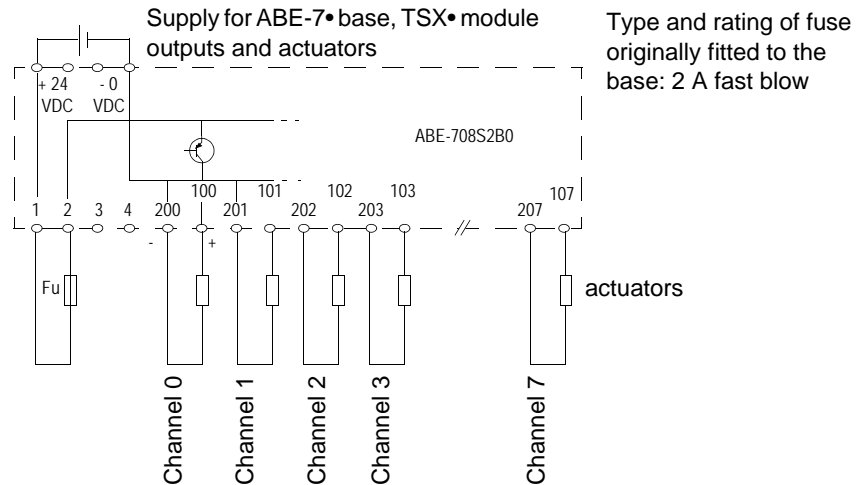 Supply for ABE-7• base, TSX• module
outputs and actuators
Type and rating of fuse
originally fitted to the
base: 2 A fast blow
+ 24
VDC
- 0
VDC
ABE-708S2B0
100
101
102
103
107
1
2
3
4
200
201
202
203
207
-
+
Fu
actuators
Channel 0
Channel 1
Channel 2
Channel 3
Channel 7